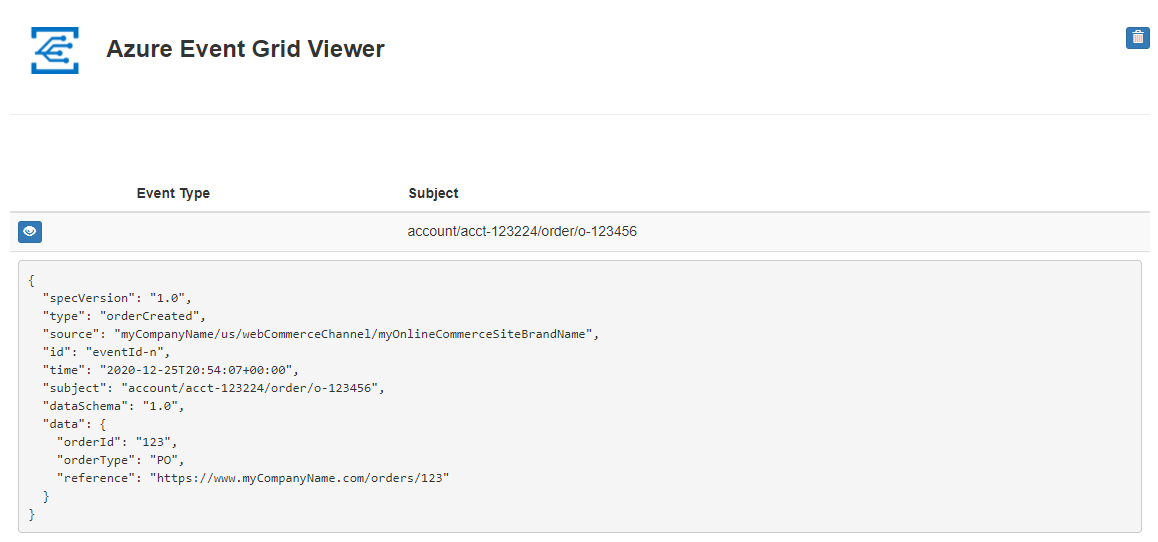 Azure Event Grid Viewer
Event Type Subject
account/acct-123224/order/o-123456
{
  "specVersion": "1.0",
  "type": "orderCreated",
  "source": "myCompanyName/us/webCommerceChannel/myOnlineCommerceSiteBrandName",
  "id": "eventId-n",
  "time": "2020-12-25T20:54:07+00:00",
  "subject": "account/acct-123224/order/o-123456",
  "dataSchema": "1.0",
  "data": {
    "orderId": "123",
    "orderType": "PO",
    "reference": "https://www.myCompanyName.com/orders/123"
  }
}